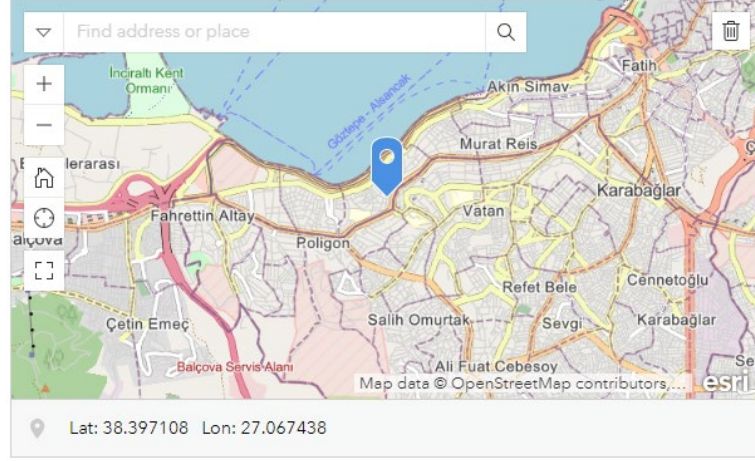 Find address or place
İnciraltı Kent
Ormanı
Fatih
Akın Simav
Göztepe - Alsancak
Murat Reis
Karabağlar
Fahrettin Altay
Vatan
Poligon
Refet Bele
Cennetoğlu
Çetin Emeç
Salih Omurtak
Sevgi
Karabağlar
Balçova Servis Alanı
Ali Fuat Cebesoy
Map data © OpenStreetMap contributors,...
esri
Lat: 38.397108 Lon: 27.067438